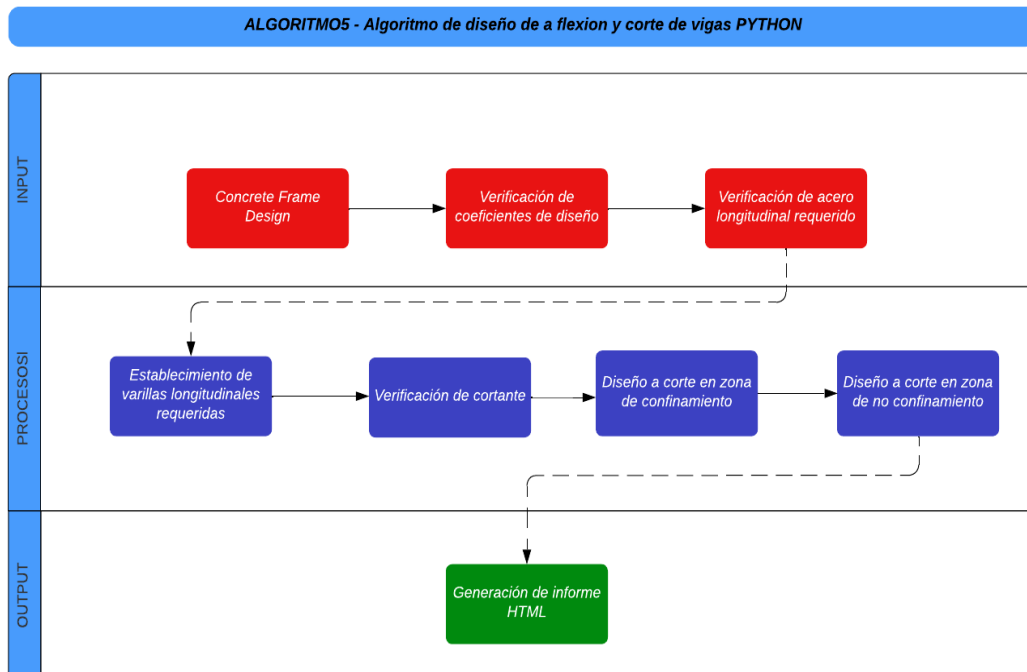 ALGORITMO5 - Algoritmo de diseño de a flexion y corte de vigas PYTHON
INPUT
Concrete Frame
Design
Verificación de
coeficientes de diseño
Verificación de acero
longitudinal requerido
PROCESOSI
Establecimiento de
varillas longitudinales
requeridas
Verificación de cortante
Diseño a corte en zona
de confinamiento
Diseño a corte en zona
de no confinamiento
OUTPUT
Generación de informe
HTML